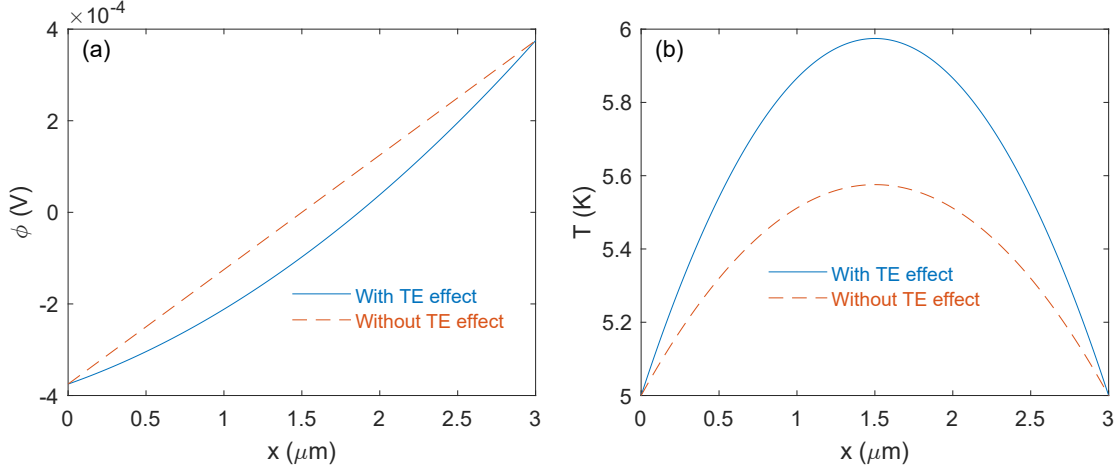 ×10⁻⁴
(a)
4
2
0
-2
-4
ϕ (V)
With TE effect
Without TE effect
0 0.5 1 1.5 2 2.5 3
x (μm)
(b)
6
5.8
5.6
5.4
5.2
5
T (K)
With TE effect
Without TE effect
0 0.5 1 1.5 2 2.5 3
x (μm)